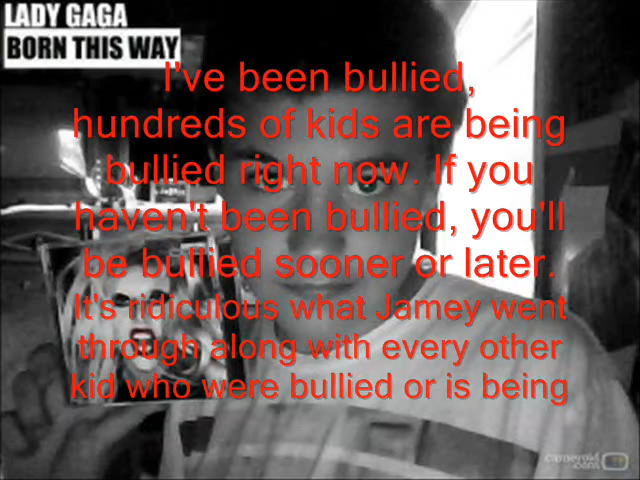 LADY GAGA
BORN THIS WAY
I've been bullied,
hundreds of kids are being
bullied right now. If you
haven't been bullied, you'll
be bullied sooner or later.
It's ridiculous what Jamey went
through along with every other
kid who were bullied or is being
cameroid
.com